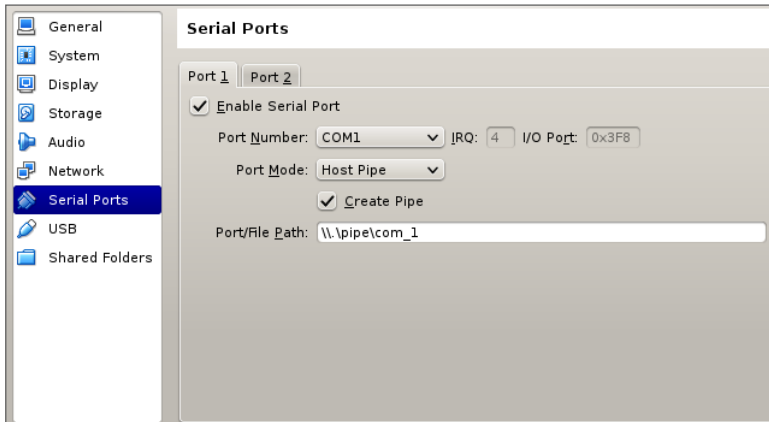 General
System
Display
Storage
Audio
Network
Serial Ports
USB
Shared Folders
Serial Ports
Port 1 Port 2
Enable Serial Port
Port Number: COM1 IRQ: 4 I/O Port: 0x3F8
Port Mode: Host Pipe
Create Pipe
Port/File Path: \\.\pipe\com_1